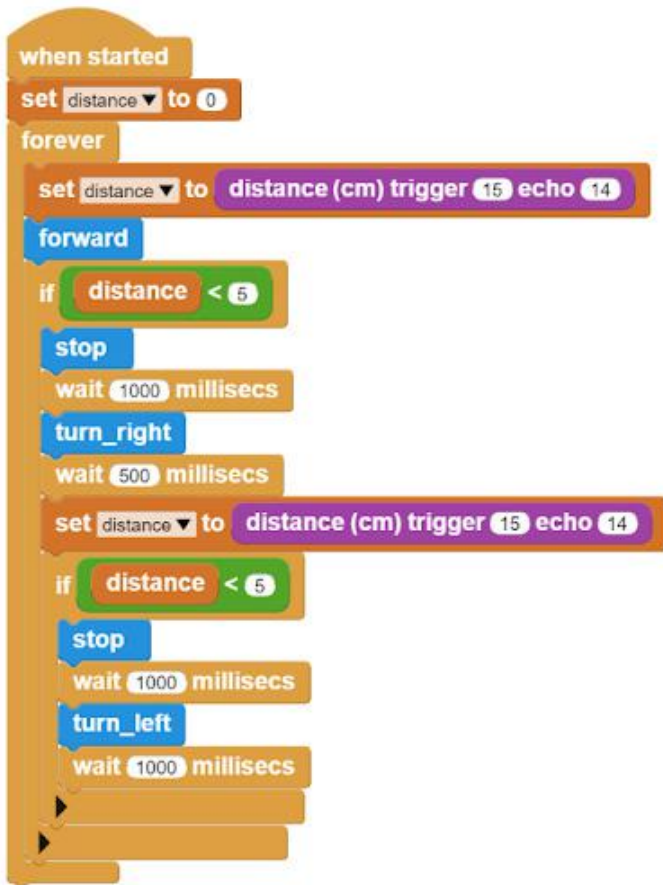 when started
set distance to 0
forever
set distance to distance (cm) trigger 15 echo 14
forward
if distance < 5
stop
wait 1000 millisecs
turn_right
wait 500 millisecs
set distance to distance (cm) trigger 15 echo 14
if distance < 5
stop
wait 1000 millisecs
turn_left
wait 1000 millisecs